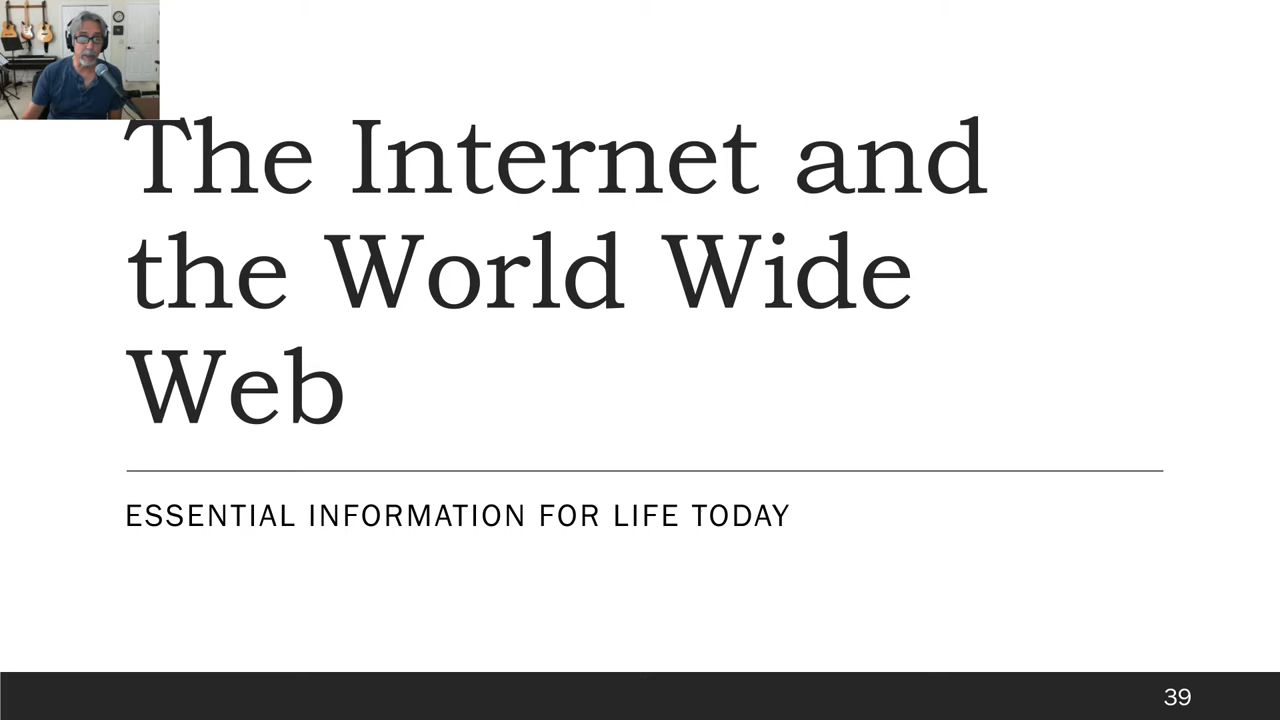 The Internet and
the World Wide
Web
ESSENTIAL INFORMATION FOR LIFE TODAY
39